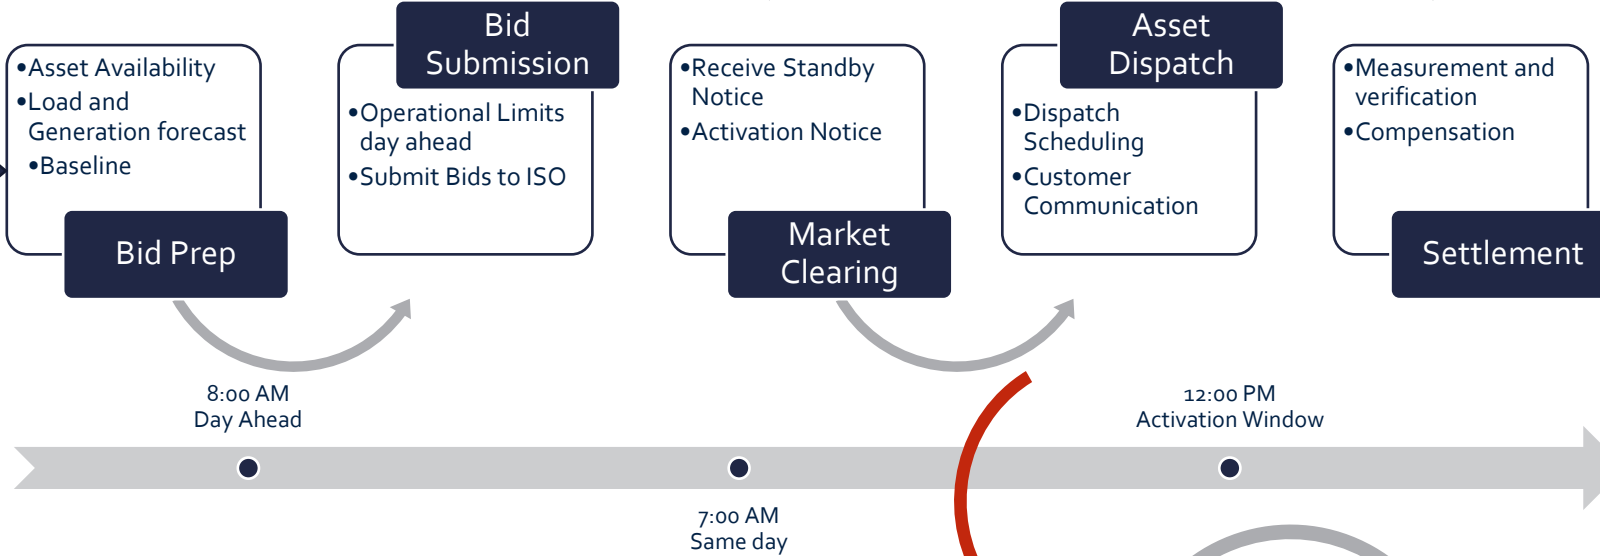 •Asset Availability
•Load and
Generation forecast
•Baseline
Bid Prep
Bid
Submission
•Operational Limits
day ahead
•Submit Bids to ISO
•Receive Standby
Notice
•Activation Notice
Market
Clearing
Asset
Dispatch
•Dispatch
Scheduling
•Customer
Communication
•Measurement and
verification
•Compensation
Settlement
8:00 AM
Day Ahead
7:00 AM
Same day
12:00 PM
Activation Window